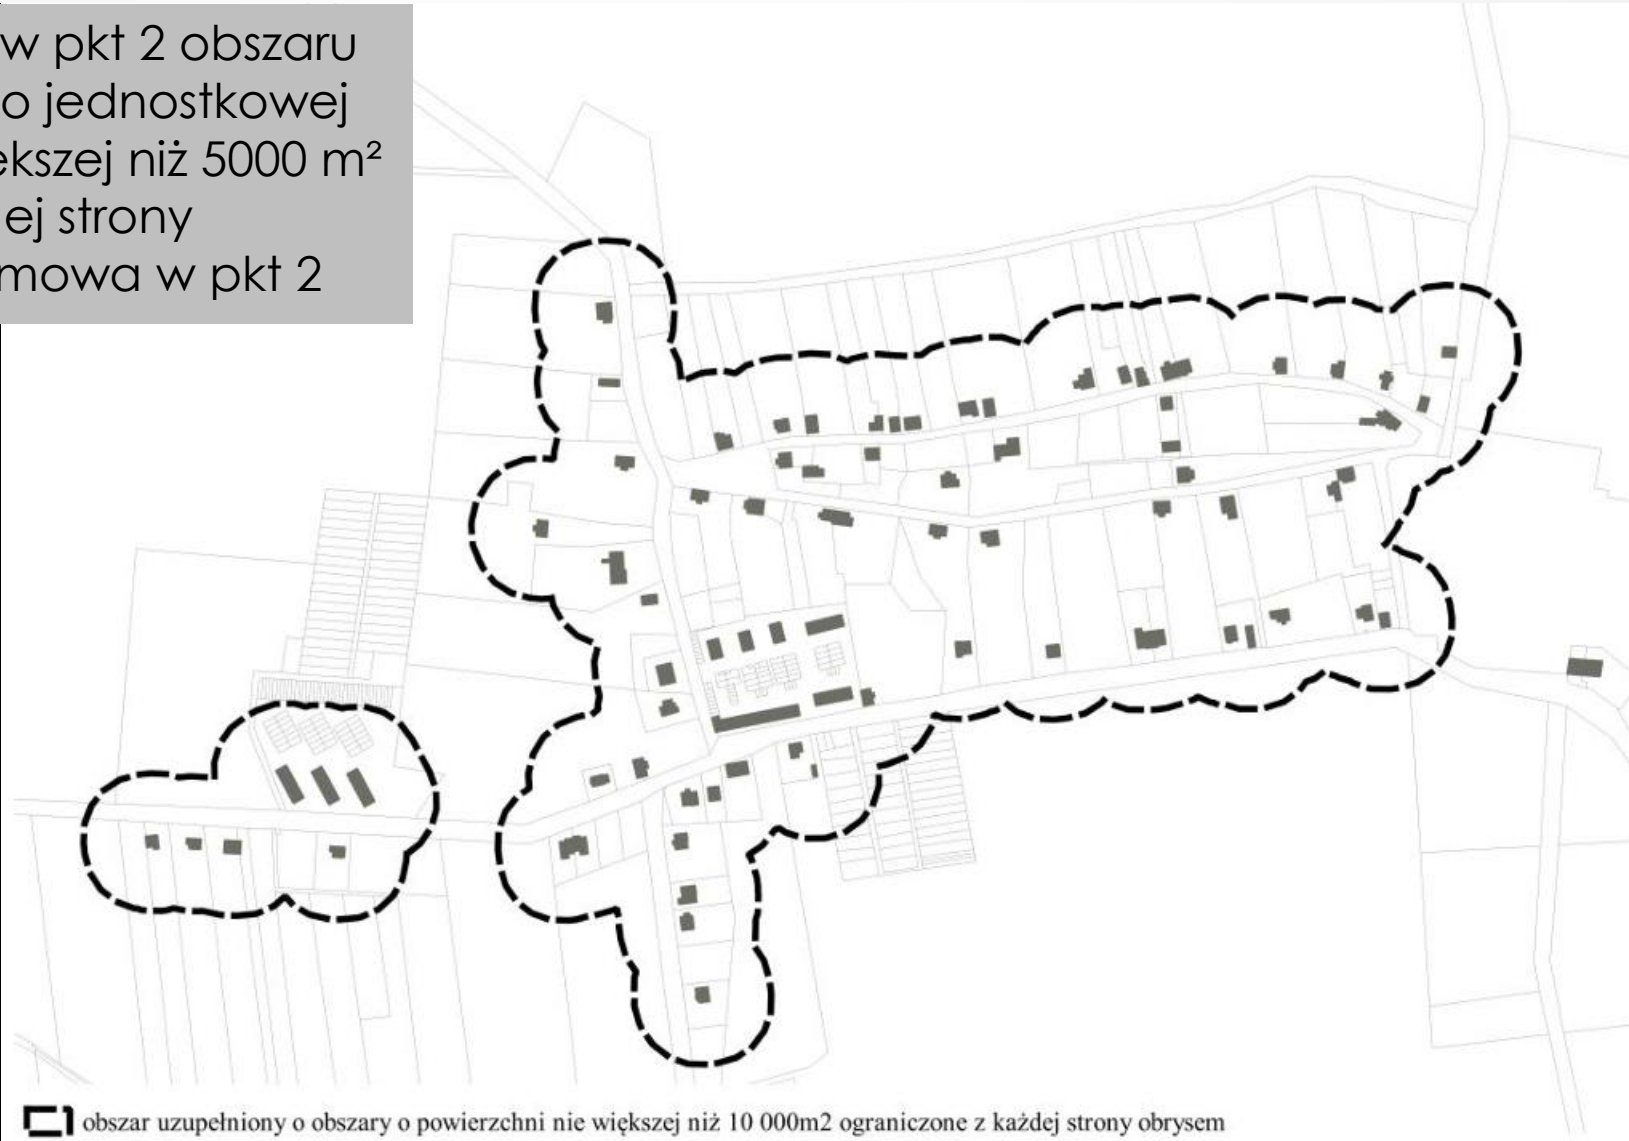 w pkt 2 obszaru
o jednostkowej
ększej niż 5000 m²
ej strony
mowa w pkt 2
obszar uzupełniony o obszary o powierzchni nie większej niż 10 000m2 ograniczone z każdej strony obrysem